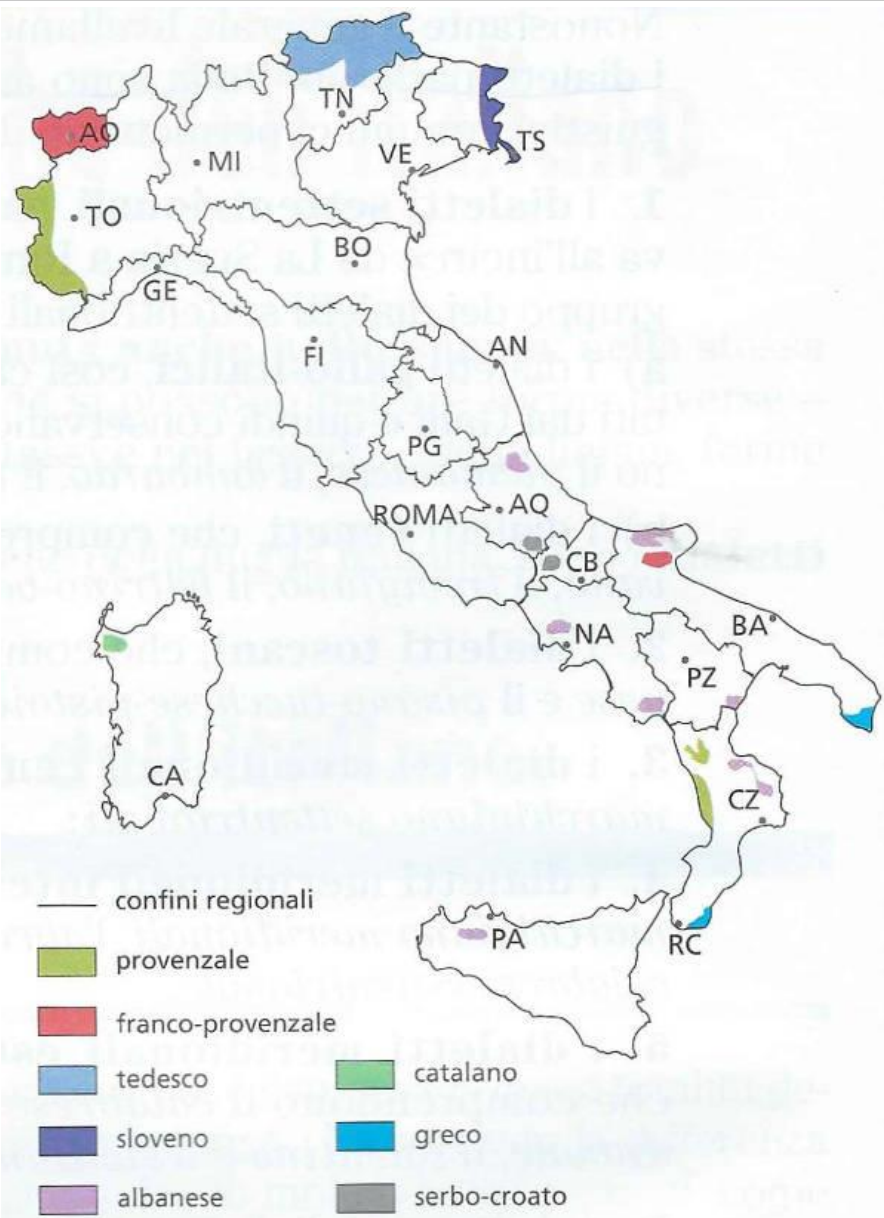 TN
AO
MI
VE
TS
TO
BO
GE
FI
AN
PG
ROMA
AQ
CB
NA
BA
PZ
CA
CZ
PA
RC
confini regionali
provenzale
franco-provenzale
tedesco
catalano
sloveno
greco
albanese
serbo-croato